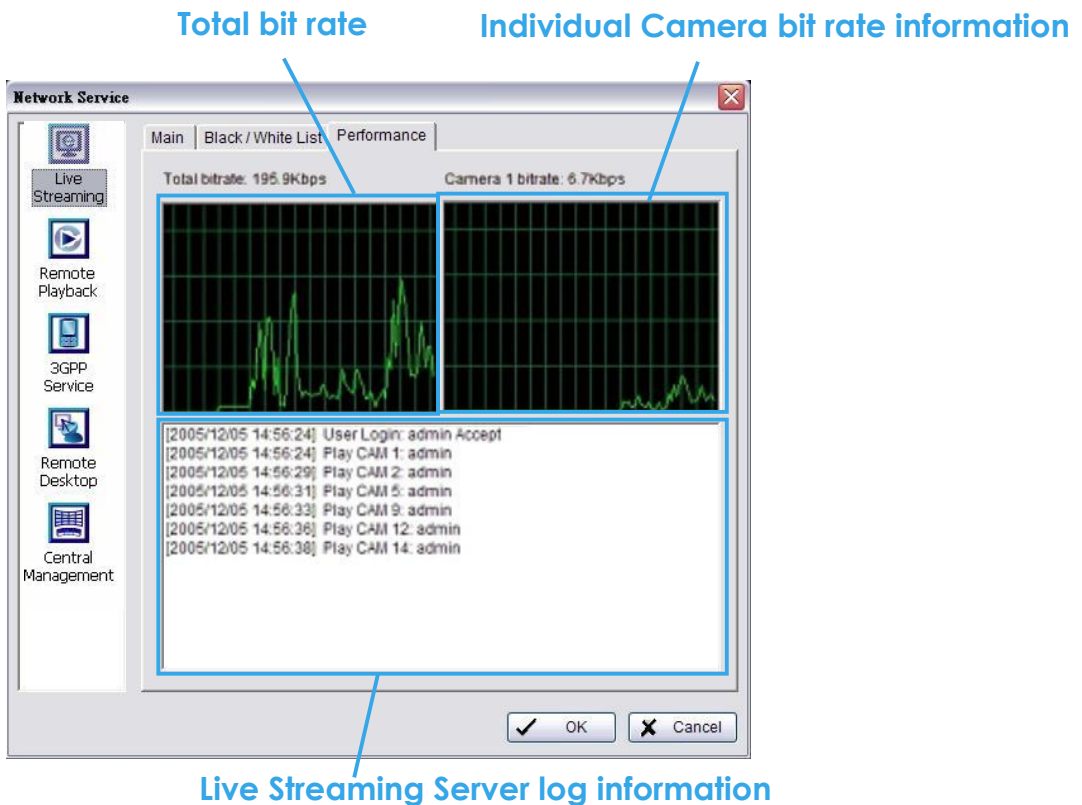 Total bit rate
Individual Camera bit rate information
Network Service
Main
Black / White List
Performance
Live
Streaming
Remote
Playback
3GPP
Service
Remote
Desktop
Central
Management
Total bitrate: 195.9Kbps
Camera 1 bitrate: 6.7Kbps
[2005/12/05 14:56:24] User Login: admin Accept
[2005/12/05 14:56:24] Play CAM 1: admin
[2005/12/05 14:56:29] Play CAM 2: admin
[2005/12/05 14:56:31] Play CAM 5: admin
[2005/12/05 14:56:33] Play CAM 9: admin
[2005/12/05 14:56:36] Play CAM 12: admin
[2005/12/05 14:56:38] Play CAM 14: admin
OK
Cancel
Live Streaming Server log information